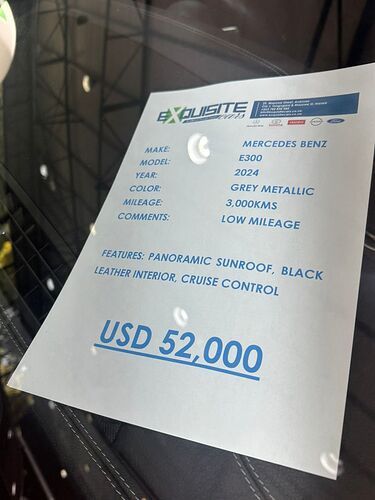 EXQUISITE
MAKE: MERCEDES BENZ
MODEL: E300
YEAR: 2024
COLOR: GREY METALLIC
MILEAGE: 3,000KMS
COMMENTS: LOW MILEAGE
FEATURES: PANORAMIC SUNROOF, BLACK
LEATHER INTERIOR, CRUISE CONTROL
USD 52,000